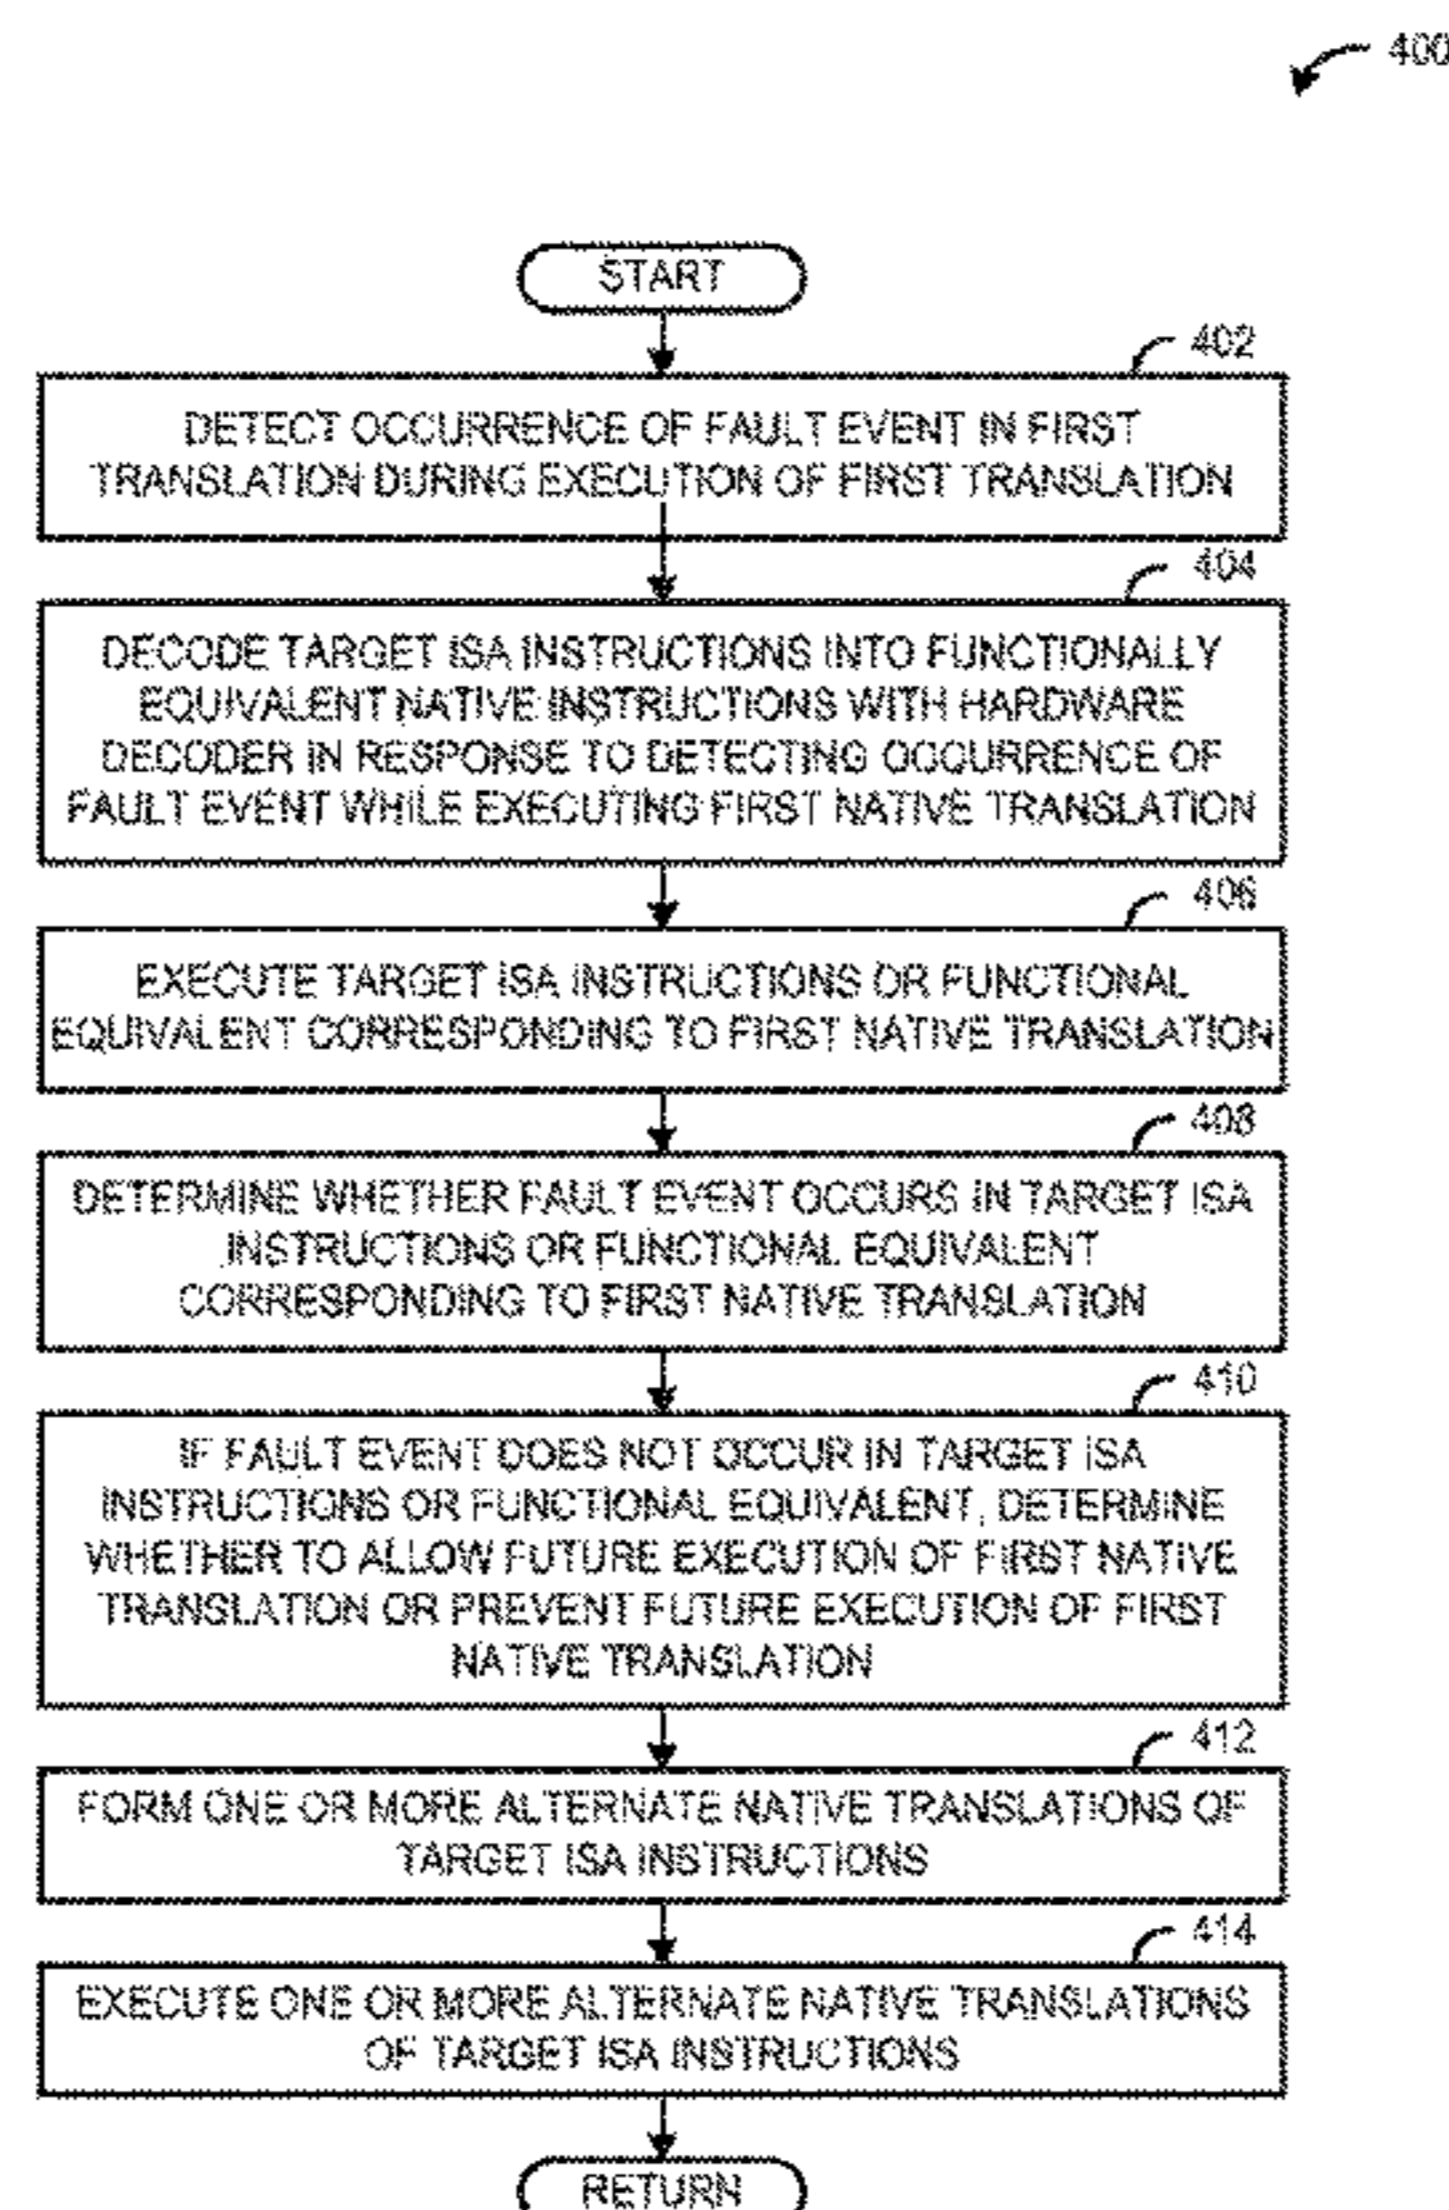 400
START
402
DETECT OCCURRENCE OF FAULT EVENT IN FIRST
TRANSLATION DURING EXECUTION OF FIRST TRANSLATION
404
DECODE TARGET ISA INSTRUCTIONS INTO FUNCTIONALLY
EQUIVALENT NATIVE INSTRUCTIONS WITH HARDWARE
DECODER IN RESPONSE TO DETECTING OCCURRENCE OF
FAULT EVENT WHILE EXECUTING FIRST NATIVE TRANSLATION
406
EXECUTE TARGET ISA INSTRUCTIONS OR FUNCTIONAL
EQUIVALENT CORRESPONDING TO FIRST NATIVE TRANSLATION
408
DETERMINE WHETHER FAULT EVENT OCCURS IN TARGET ISA
INSTRUCTIONS OR FUNCTIONAL EQUIVALENT
CORRESPONDING TO FIRST NATIVE TRANSLATION
410
IF FAULT EVENT DOES NOT OCCUR IN TARGET ISA
INSTRUCTIONS OR FUNCTIONAL EQUIVALENT, DETERMINE
WHETHER TO ALLOW FUTURE EXECUTION OF FIRST NATIVE
TRANSLATION OR PREVENT FUTURE EXECUTION OF FIRST
NATIVE TRANSLATION
412
FORM ONE OR MORE ALTERNATE NATIVE TRANSLATIONS OF
TARGET ISA INSTRUCTIONS
414
EXECUTE ONE OR MORE ALTERNATE NATIVE TRANSLATIONS
OF TARGET ISA INSTRUCTIONS
RETURN